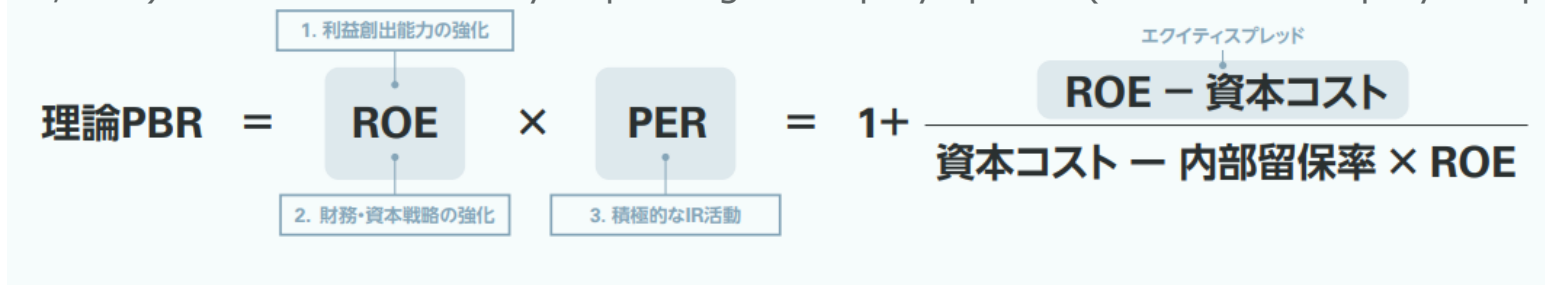 1. 利益創出能力の強化
エクイティスプレッド
理論PBR = ROE × PER = 1+ ROE − 資本コスト
資本コスト ー 内部留保率 × ROE
2. 財務・資本戦略の強化
3. 積極的なIR活動